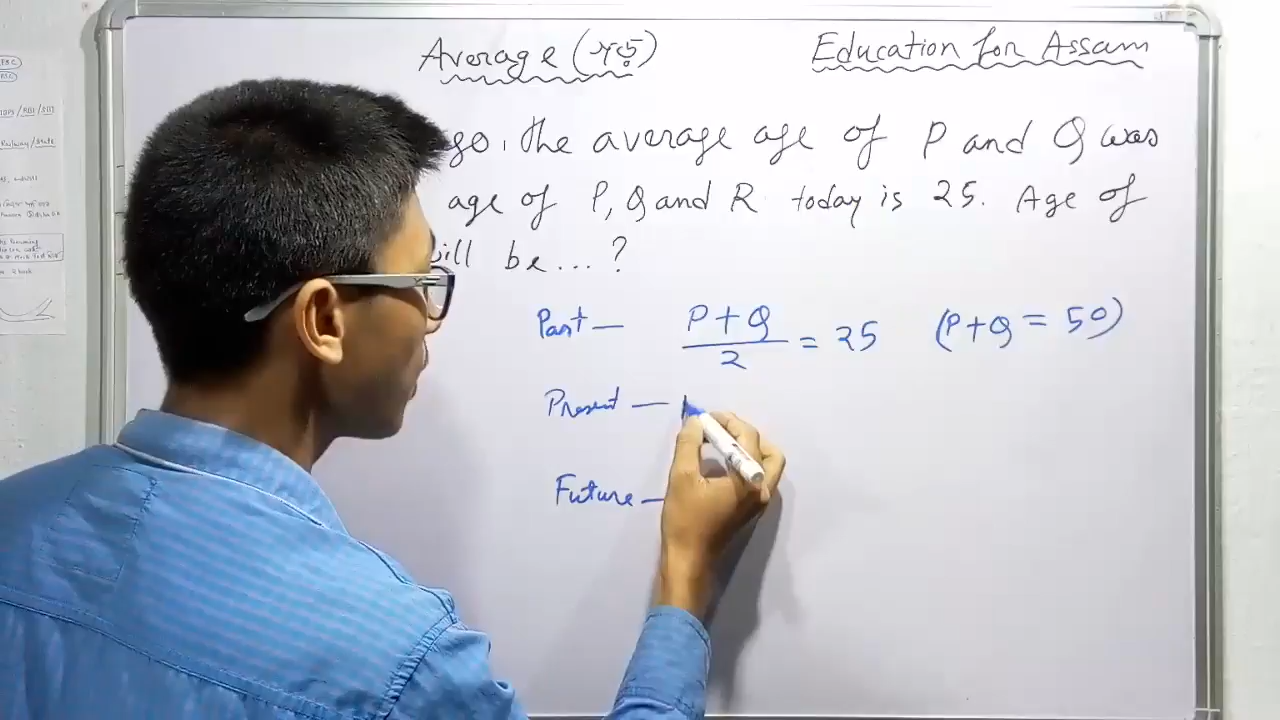 Average (গড়)
Education for Assam
go, the average age of P and Q was
age of P, Q and R today is 25. Age of
will be...?
Past — P+Q/2 = 25 (P+Q = 50)
Present —
Future —